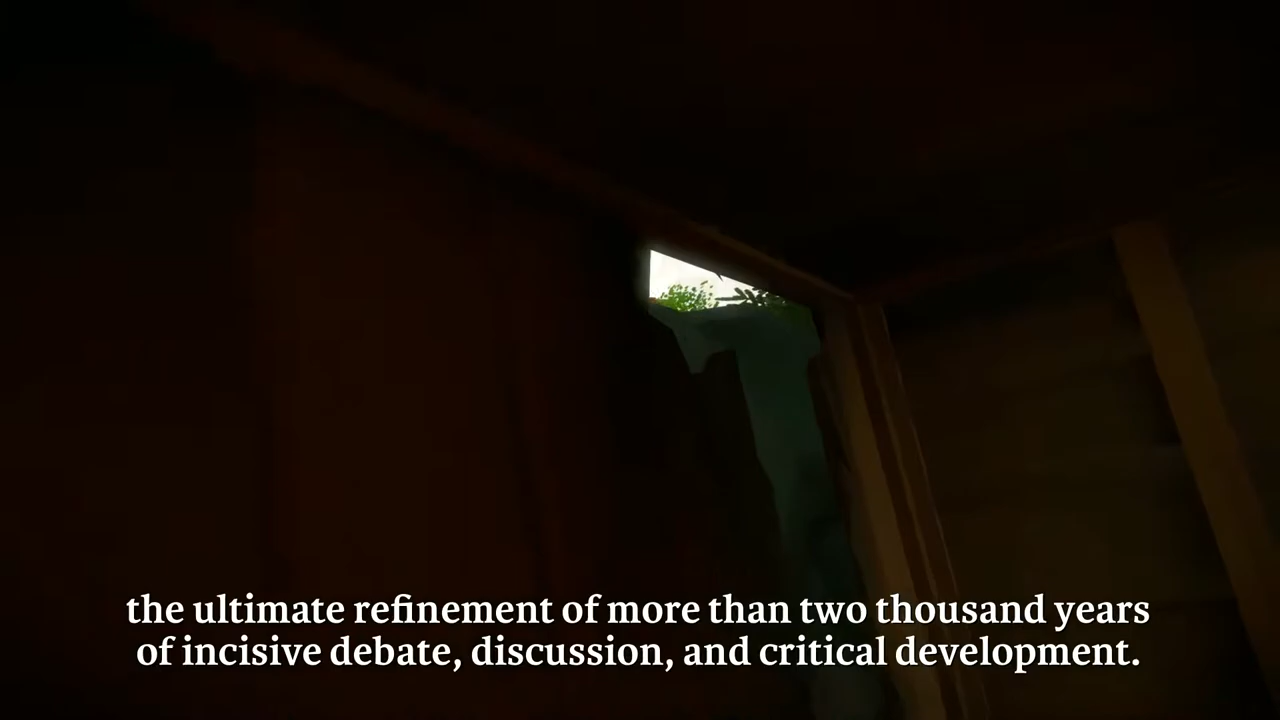 the ultimate refinement of more than two thousand years
of incisive debate, discussion, and critical development.